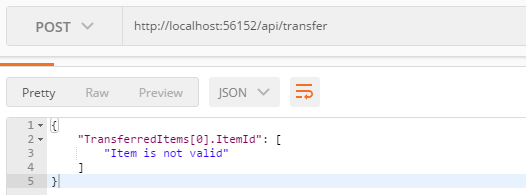 POST http://localhost:56152/api/transfer
Pretty Raw Preview JSON
1 {
2 "TransferredItems[0].ItemId": [
3 "Item is not valid"
4 ]
5 }